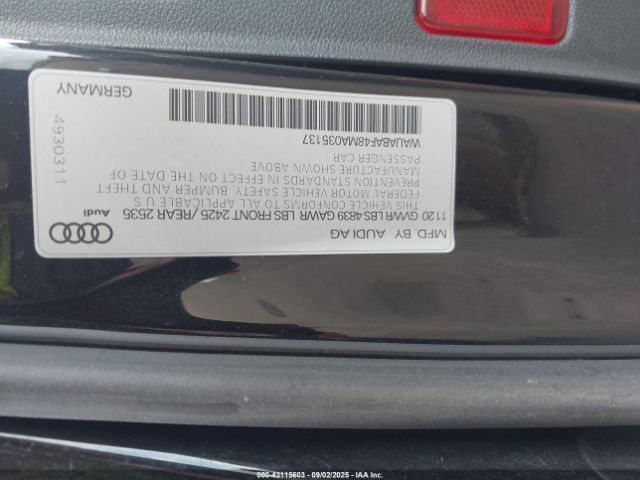 MFD. BY AUDI AG
1120 GVWR LBS 4839 GAWR LBS FRONT 2425 / REAR 2535
THIS VEHICLE CONFORMS TO ALL APPLICABLE U S
FEDERAL MOTOR VEHICLE SAFETY, BUMPER AND THEFT
PREVENTION STANDARDS IN EFFECT ON THE DATE OF
MANUFACTURE SHOWN ABOVE
PASSENGER CAR
WAUABAF48MA035137
Audi
4930311
GERMANY
000-43115603 - 09/02/2025 - IAAI.com